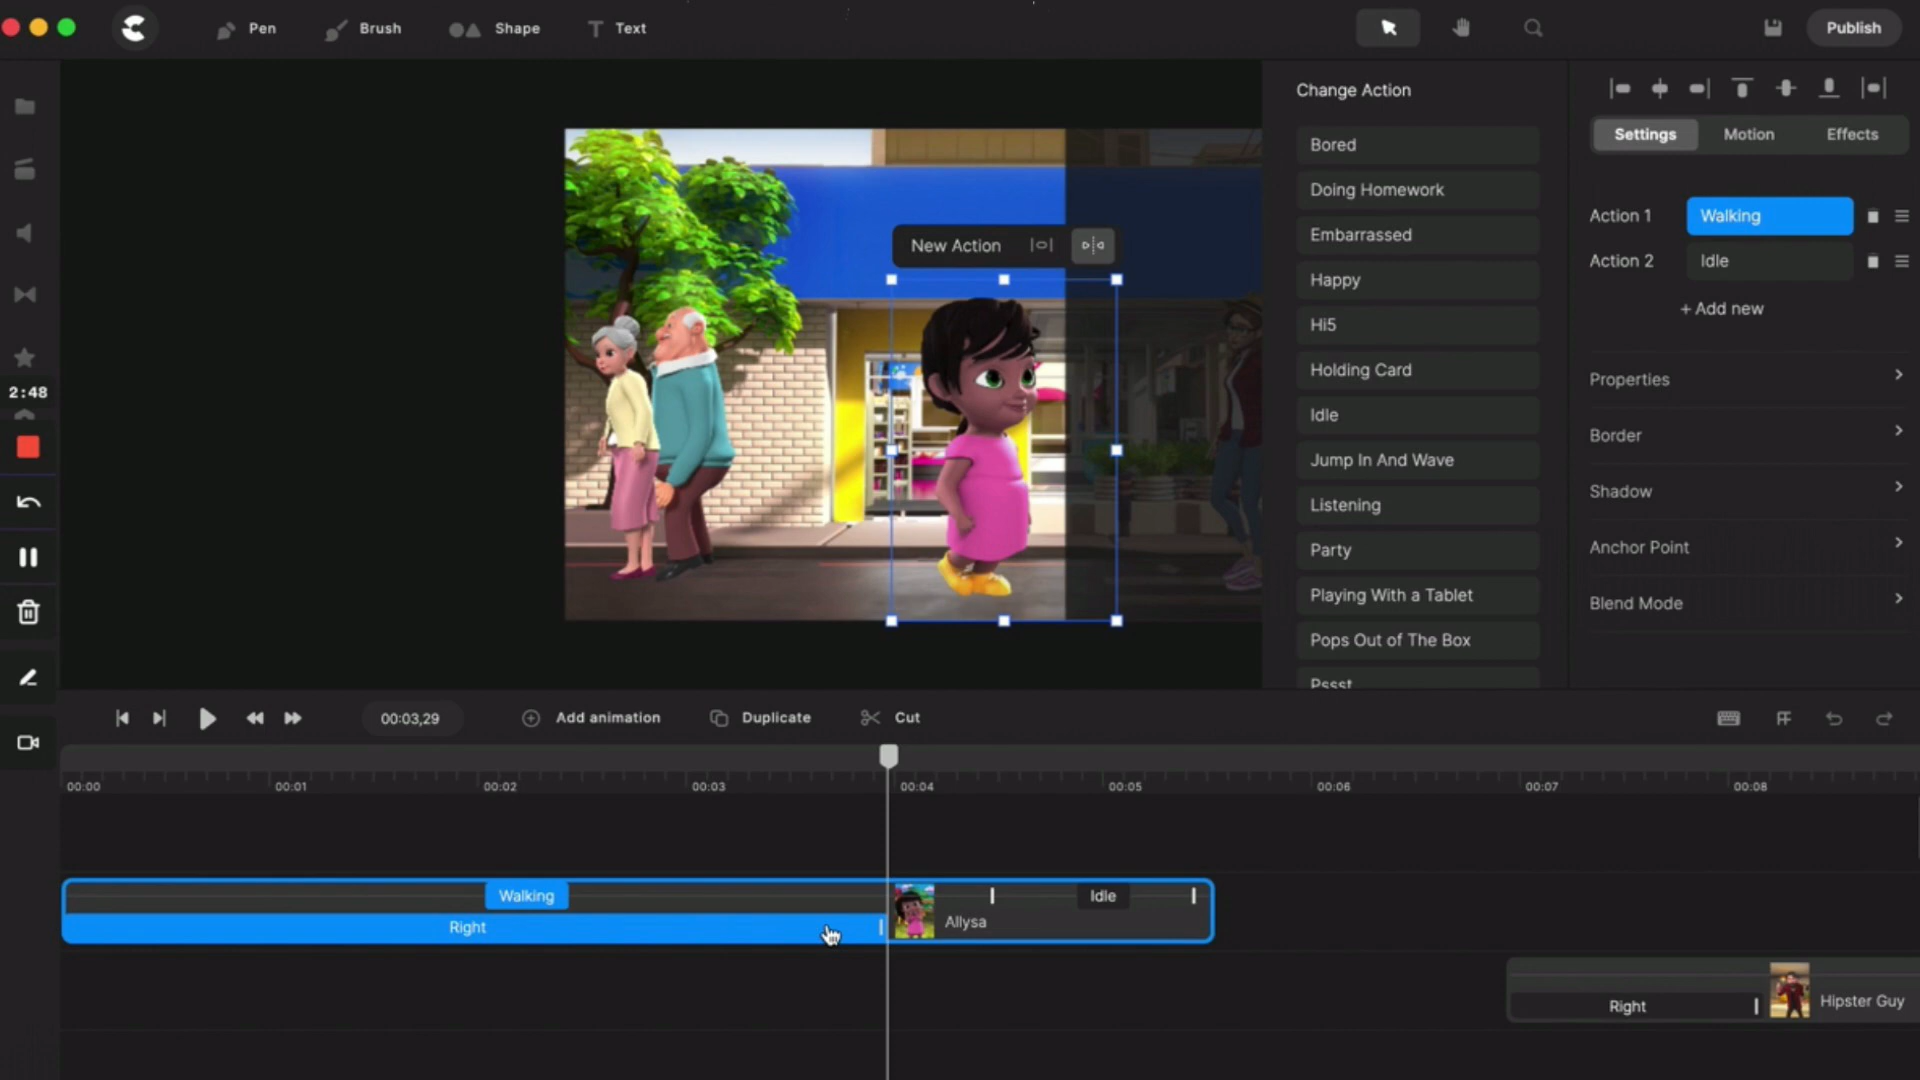 Pen
Brush
Shape
Text
Publish
Change Action
Bored
Doing Homework
Embarrassed
Happy
Hi5
Holding Card
Idle
Jump In And Wave
Listening
Party
Playing With a Tablet
Pops Out of The Box
Pssst
Settings
Motion
Effects
Action 1
Walking
Action 2
Idle
+ Add new
Properties
Border
Shadow
Anchor Point
Blend Mode
New Action
2:48
00:03,29
Add animation
Duplicate
Cut
00:00
00:01
00:02
00:03
00:04
00:05
00:06
00:07
00:08
Walking
Idle
Right
Allysa
Right
Hipster Guy